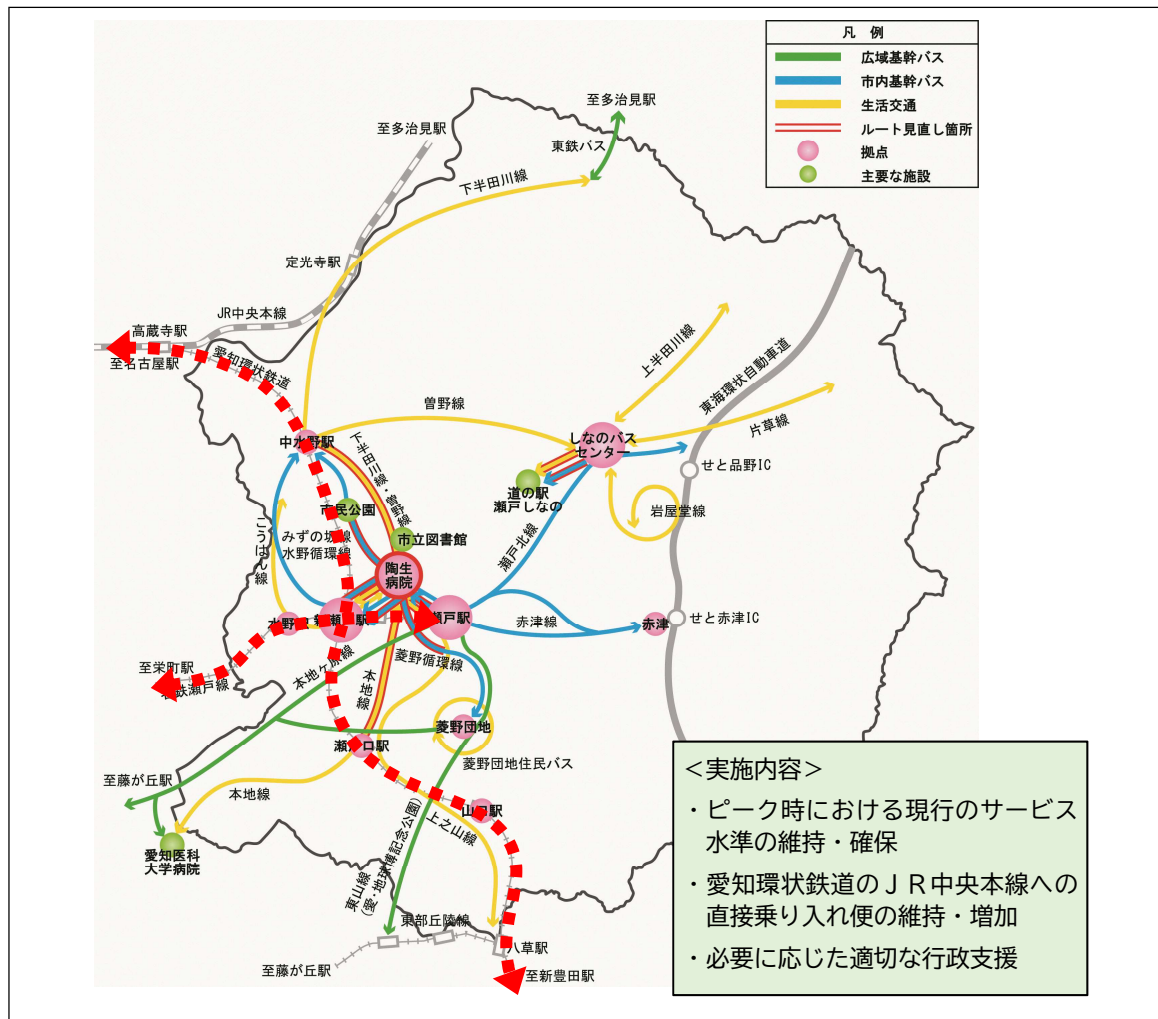 凡 例
広域基幹バス
市内基幹バス
生活交通
ルート見直し箇所
拠点
主要な施設
至多治見駅
至多治見駅
東鉄バス
下半田川線
定光寺駅
JR中央本線
高蔵寺駅
至名古屋駅
愛知環状鉄道
上半田川線
東海環状自動車道
曽野線
片草線
しなのバス
センター
中水野駅
下半田川線・曽野線
せと品野IC
道の駅
瀬戸しなの
岩屋堂線
市民公園
市立図書館
こうはん線
みずの坂線
水野循環線
瀬戸北線
陶生
病院
瀬戸駅
赤津線
赤津
せと赤津IC
至栄町駅
菱野循環線
本地ヶ原線
本地線
菱野団地
菱野団地住民バス
至藤が丘駅
本地線
山口駅
上之山線
愛知医科
大学病院
東山線
(愛・地球博記念公園)
東部丘陵線
八草駅
至藤が丘駅
至新豊田駅
<実施内容>
・ピーク時における現行のサービス
水準の維持・確保
・愛知環状鉄道のJR中央本線への
直接乗り入れ便の維持・増加
・必要に応じた適切な行政支援